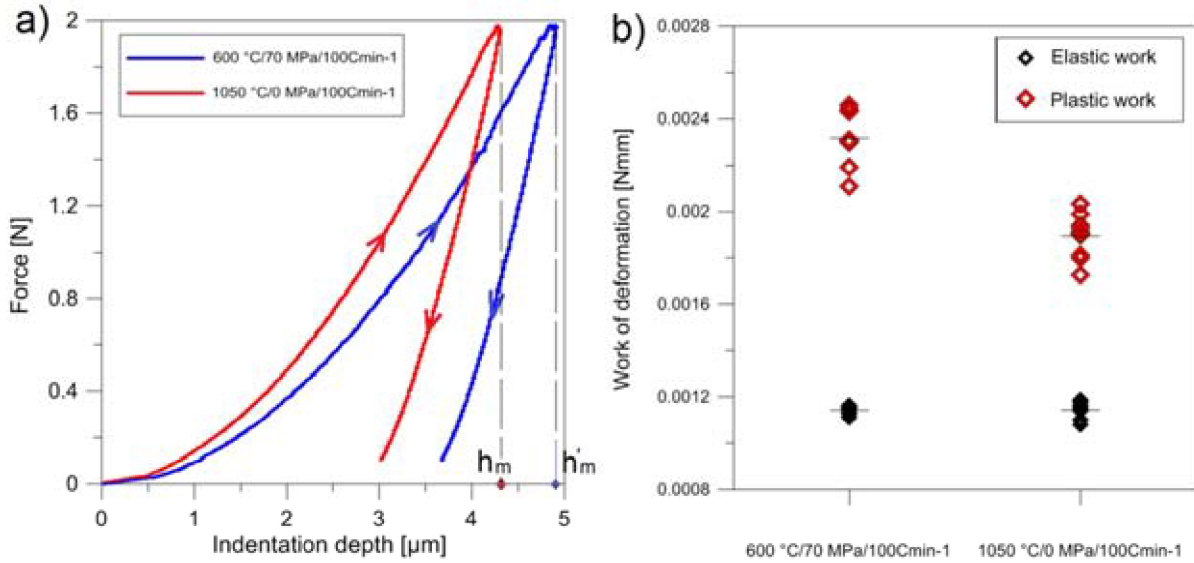 a)
2
1.6
1.2
0.8
0.4
0
Force [N]
600 °C/70 MPa/100Cmin-1
1050 °C/0 MPa/100Cmin-1
hm
h'm
0 1 2 3 4 5
Indentation depth [µm]
b)
0.0028
0.0024
0.002
0.0016
0.0012
0.0008
Work of deformation [Nmm]
Elastic work
Plastic work
600 °C/70 MPa/100Cmin-1
1050 °C/0 MPa/100Cmin-1